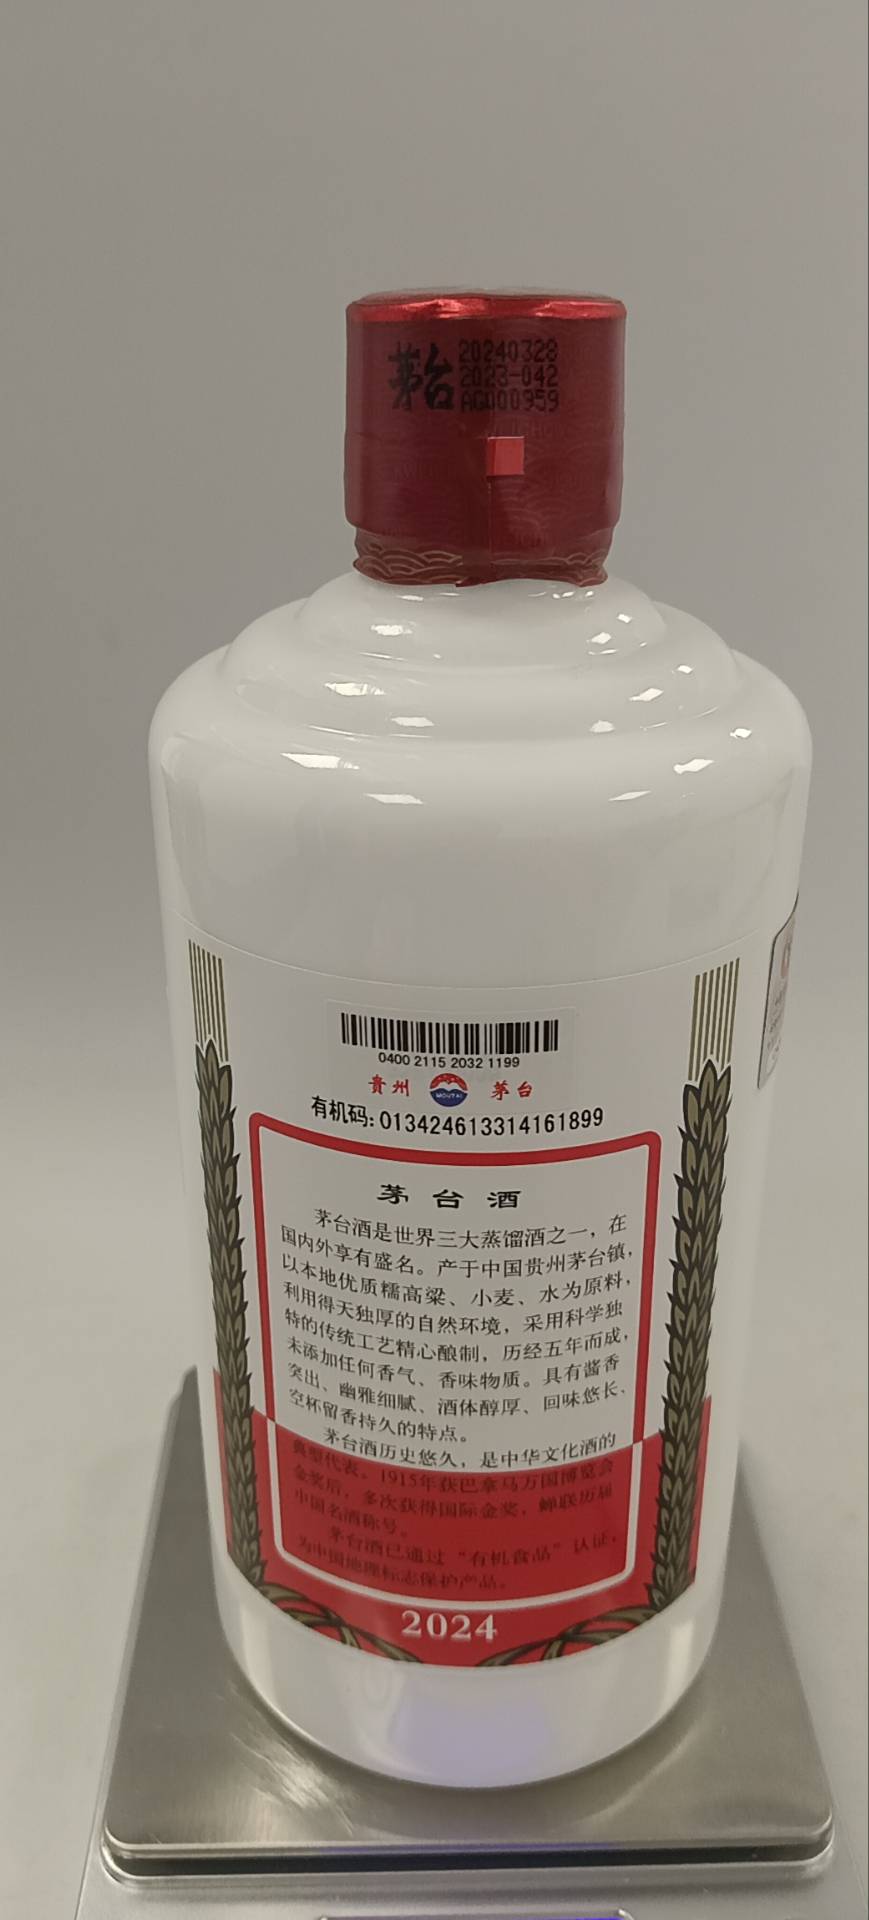 茅台
20240328
2023-042
AG000959
0400 2115 2032 1199
貴州 MOUTAI 茅台
有机码:013424613314161899
茅台酒
茅台酒是世界三大蒸馏酒之一，在
国内外享有盛名。产于中国贵州茅台镇，
以本地优质糯高粱、小麦、水为原料，
利用得天独厚的自然环境，采用科学独
特的传统工艺精心酿制，历经五年而成，
未添加任何香气、香味物质。具有酱香
突出、幽雅细腻、酒体醇厚、回味悠长、
空杯留香持久的特点。
茅台酒历史悠久，是中华文化酒的
典型代表。1915年获巴拿马万国博览会
金奖后，多次获得国际金奖，蝉联历届
中国名酒称号。
茅台酒已通过“有机食品”认证，
为中国地理标志保护产品。
2024